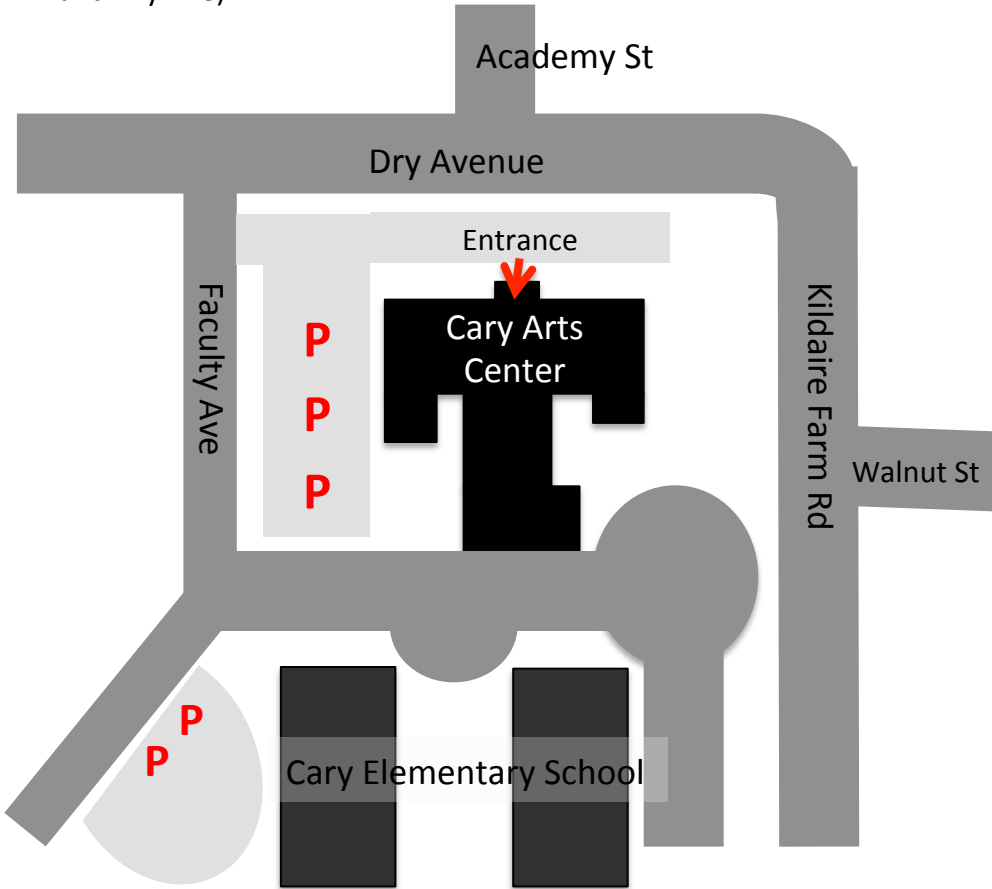 Academy St
Dry Avenue
Entrance
Faculty Ave
P
P
P
Cary Arts
Center
Kildaire Farm Rd
Walnut St
P
P
Cary Elementary School